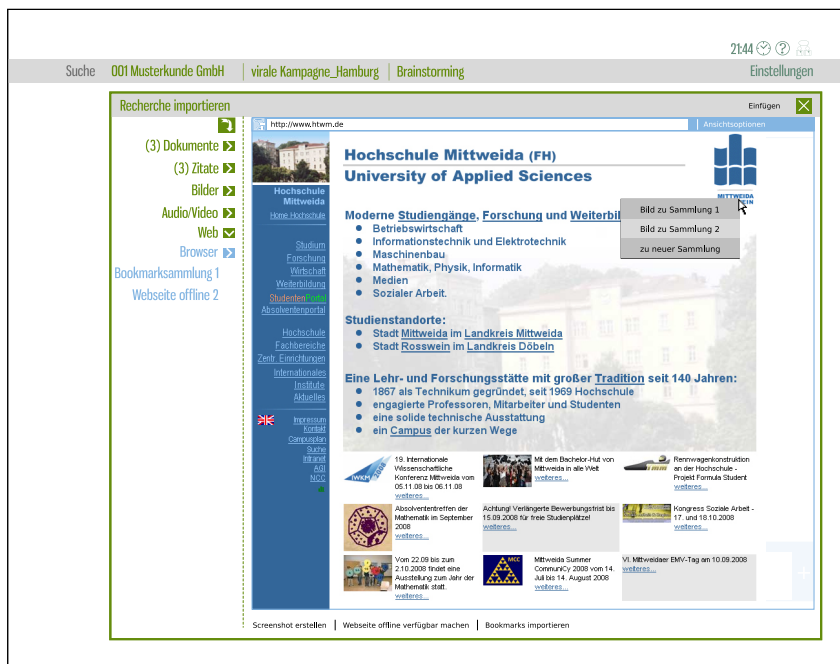 21:44
Suche 001 Musterkunde GmbH virale Kampagne_Hamburg Brainstorming Einstellungen
Recherche importieren Einfügen
(3) Dokumente
(3) Zitate
Bilder
Audio/Video
Web
Browser
Bookmarksammlung 1
Webseite offline 2
http://www.htwm.de Ansichtsoptionen
Hochschule
Mittweida
Home Hochschule
Studium
Forschung
Wirtschaft
Weiterbildung
StudentenPortal
Absolventenportal
Hochschule
Fachbereiche
Zentr. Einrichtungen
Internationales
Institute
Aktuelles
Impressum
Kontakt
Campusplan
Suche
Intranet
AGI
NCC
Hochschule Mittweida (FH)
University of Applied Sciences
MITTWEIDA
Bild zu Sammlung 1
Bild zu Sammlung 2
zu neuer Sammlung
Moderne Studiengänge, Forschung und Weiterbil
Betriebswirtschaft
Informationstechnik und Elektrotechnik
Maschinenbau
Mathematik, Physik, Informatik
Medien
Sozialer Arbeit.
Studienstandorte:
Stadt Mittweida im Landkreis Mittweida
Stadt Rosswein im Landkreis Döbeln
Eine Lehr- und Forschungsstätte mit großer Tradition seit 140 Jahren:
1867 als Technikum gegründet, seit 1969 Hochschule
engagierte Professoren, Mitarbeiter und Studenten
eine solide technische Ausstattung
ein Campus der kurzen Wege
IWKM
19. Internationale
Wissenschaftliche
Konferenz Mittweida vom
05.11.08 bis 06.11.08
weiteres...
Mit dem Bachelor-Hut von
Mittweida in alle Welt
weiteres...
Rennwagenkonstruktion
an der Hochschule -
Projekt Formula Student
weiteres...
Absolvententreffen der
Mathematik im September
2008
weiteres...
Achtung! Verlängerte Bewerbungsfrist bis
15.09.2008 für freie Studienplätze!
weiteres...
Kongress Soziale Arbeit -
17. und 18.10.2008
weiteres...
Vom 22.09 bis zum
2.10.2008 findet eine
Ausstellung zum Jahr der
Mathematik statt.
weiteres...
MCC
Mittweida Summer
CommuniCy 2008 vom 14.
Juli bis 14. August 2008
weiteres...
VI. Mittweidaer EMV-Tag am 10.09.2008
weiteres...
Screenshot erstellen Webseite offline verfügbar machen Bookmarks importieren